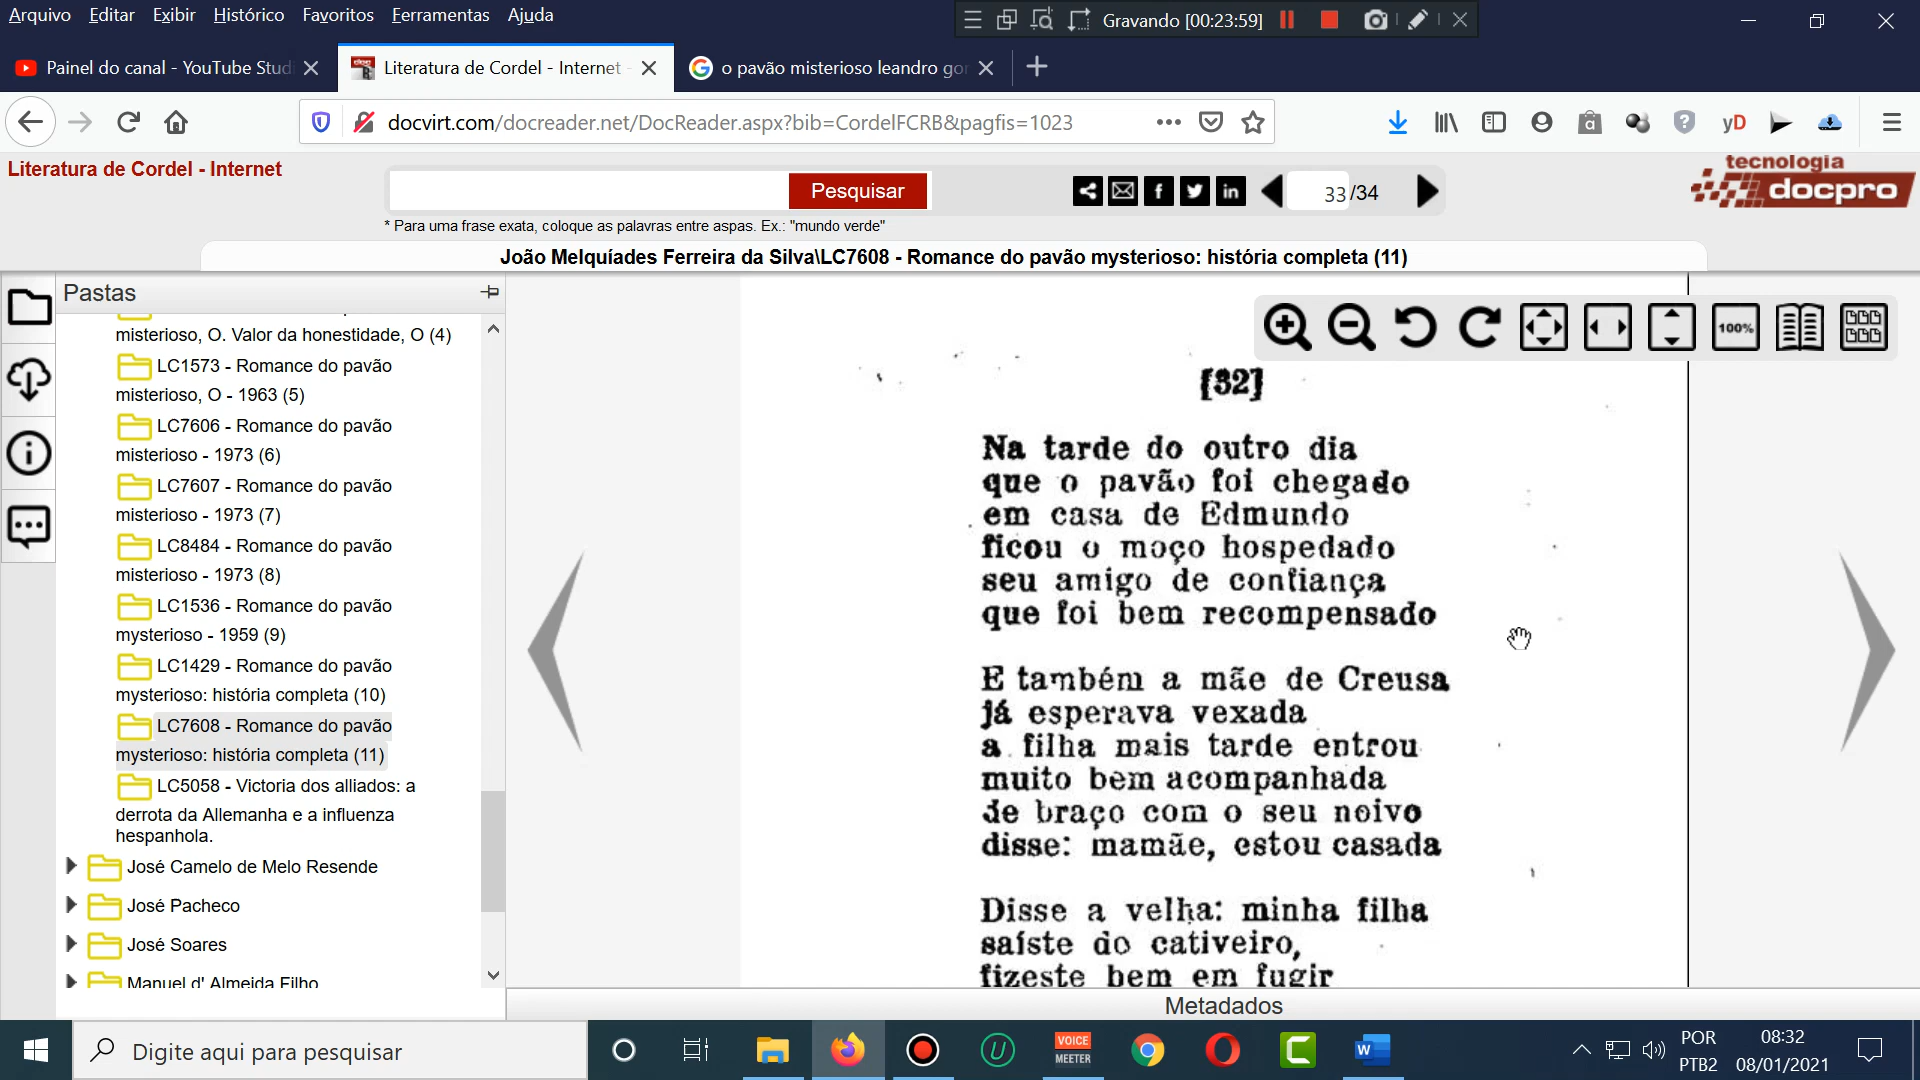 Arquivo Editar Exibir Histórico Favoritos Ferramentas Ajuda
Gravando [00:23:59]
Painel do canal - YouTube Studi
Literatura de Cordel - Internet -
o pavão misterioso leandro gor
docvirt.com/docreader.net/DocReader.aspx?bib=CordelFCRB&pagfis=1023
yD
Literatura de Cordel - Internet
Pesquisar
33/34
tecnologia
docpro
* Para uma frase exata, coloque as palavras entre aspas. Ex.: "mundo verde"
João Melquíades Ferreira da Silva\LC7608 - Romance do pavão mysterioso: história completa (11)
Pastas
misterioso, O. Valor da honestidade, O (4)
LC1573 - Romance do pavão
misterioso, O - 1963 (5)
LC7606 - Romance do pavão
misterioso - 1973 (6)
LC7607 - Romance do pavão
misterioso - 1973 (7)
LC8484 - Romance do pavão
misterioso - 1973 (8)
LC1536 - Romance do pavão
mysterioso - 1959 (9)
LC1429 - Romance do pavão
mysterioso: história completa (10)
LC7608 - Romance do pavão
mysterioso: história completa (11)
LC5058 - Victoria dos alliados: a
derrota da Allemanha e a influenza
hespanhola.
José Camelo de Melo Resende
José Pacheco
José Soares
Manuel d' Almeida Filho
100%
[32]
Na tarde do outro dia
que o pavão foi chegado
em casa de Edmundo
ficou o moço hospedado
seu amigo de confiança
que foi bem recompensado
E também a mãe de Creusa
já esperava vexada
a filha mais tarde entrou
muito bem acompanhada
de braço com o seu noivo
disse: mamãe, estou casada
Disse a velha: minha filha
saíste do cativeiro,
fizeste bem em fugir
Metadados
Digite aqui para pesquisar
VOICE
MEETER
POR
PTB2
08:32
08/01/2021